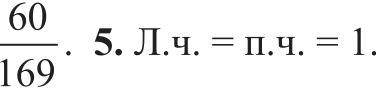 60/169. 5. Л.ч. = п.ч. = 1.